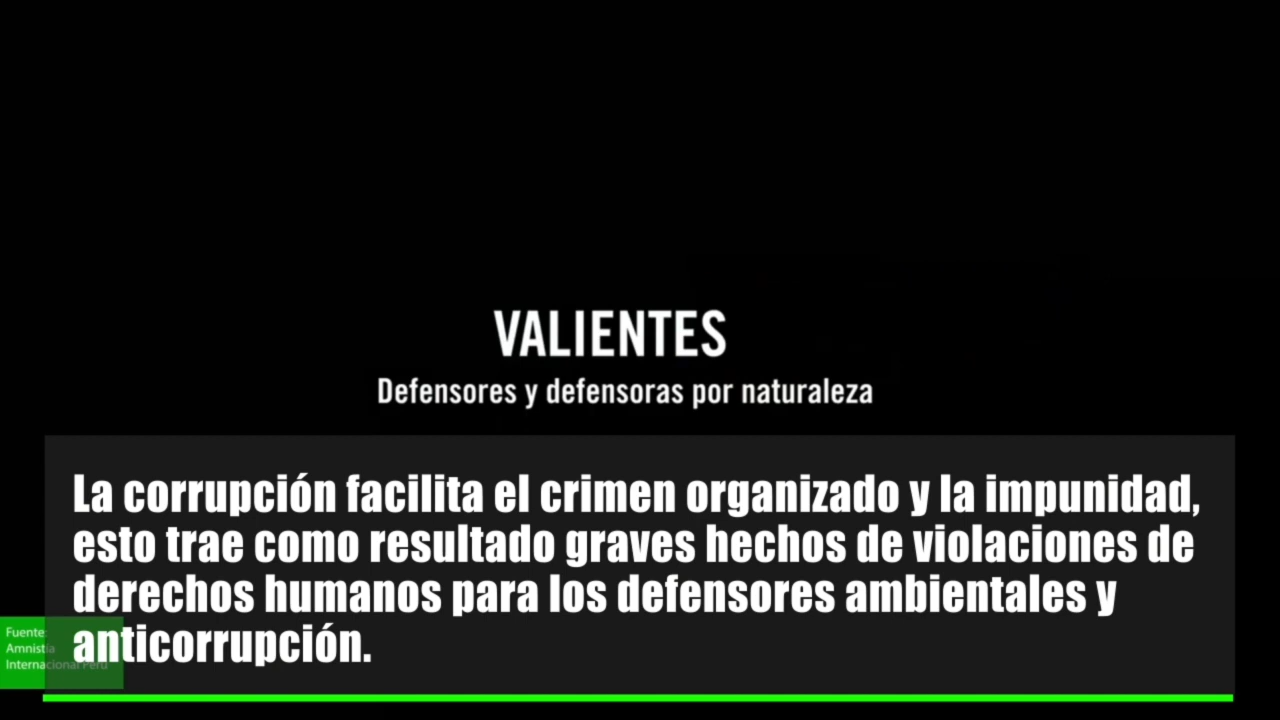 VALIENTES
Defensores y defensoras por naturaleza
La corrupción facilita el crimen organizado y la impunidad,
esto trae como resultado graves hechos de violaciones de
derechos humanos para los defensores ambientales y
anticorrupción.
Fuente:
Amnistía
Internacional Perú